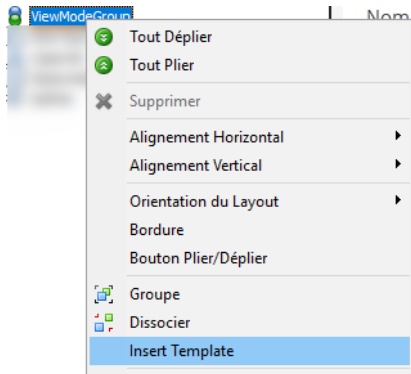 ViewModeGroup
Nom
Tout Déplier
Tout Plier
Supprimer
Alignement Horizontal
Alignement Vertical
Orientation du Layout
Bordure
Bouton Plier/Déplier
Groupe
Dissocier
Insert Template